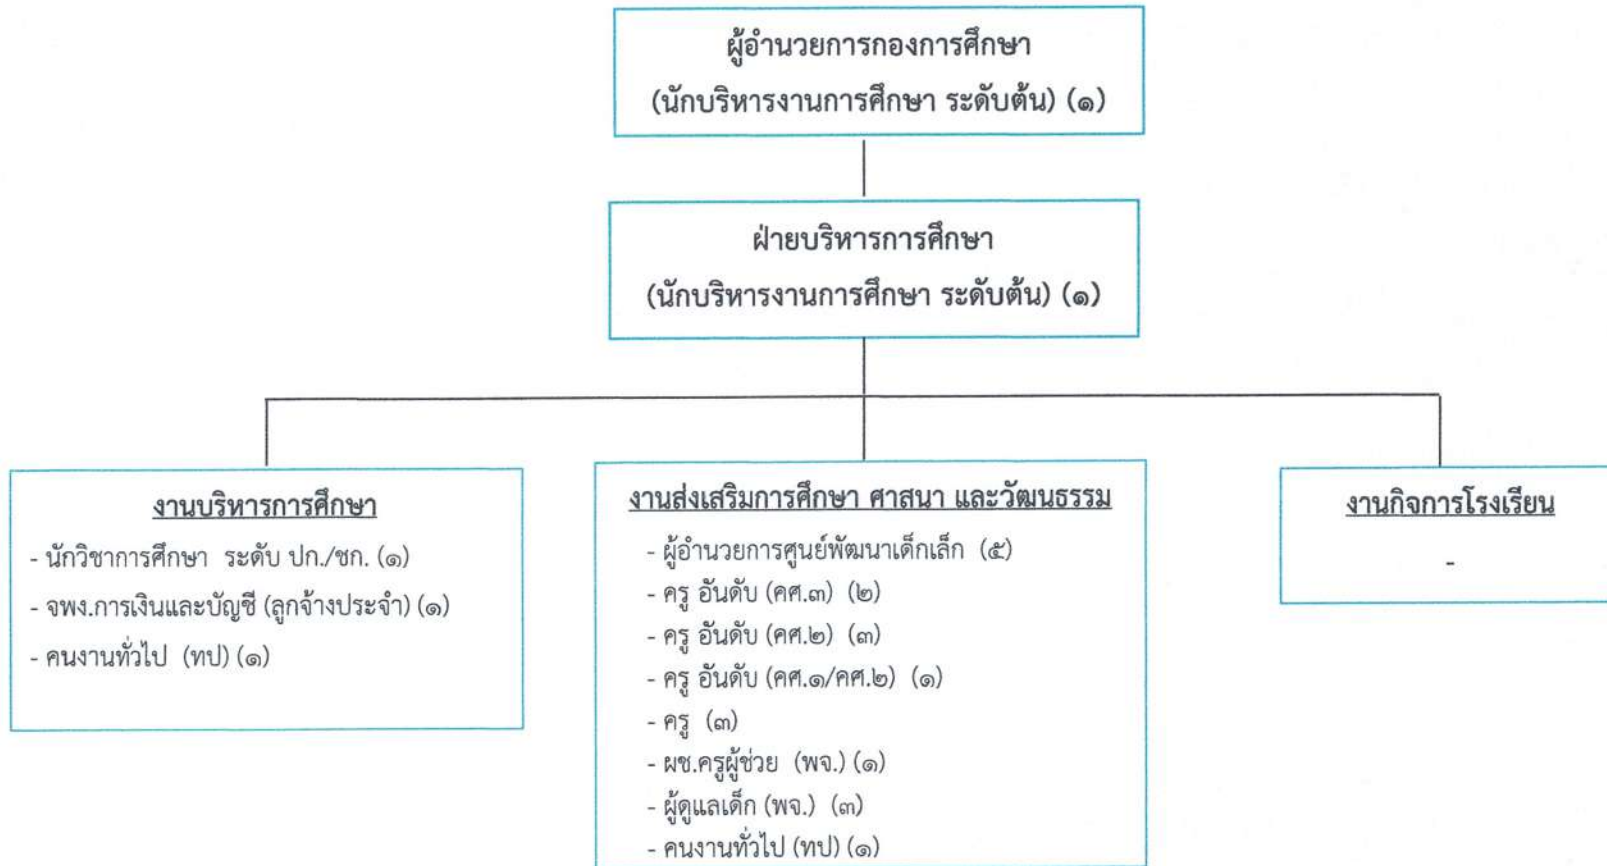 ผู้อำนวยการกองการศึกษา
(นักบริหารงานการศึกษา ระดับต้น) (๑)
ฝ่ายบริหารการศึกษา
(นักบริหารงานการศึกษา ระดับต้น) (๑)
งานบริหารการศึกษา
- นักวิชาการศึกษา ระดับ ปก./ชก. (๑)
- จพง.การเงินและบัญชี (ลูกจ้างประจำ) (๑)
- คนงานทั่วไป (ทป) (๑)
งานส่งเสริมการศึกษา ศาสนา และวัฒนธรรม
- ผู้อำนวยการศูนย์พัฒนาเด็กเล็ก (๕)
- ครู อันดับ (คศ.๓) (๒)
- ครู อันดับ (คศ.๒) (๓)
- ครู อันดับ (คศ.๑/คศ.๒) (๑)
- ครู (๓)
- ผช.ครูผู้ช่วย (พจ.) (๑)
- ผู้ดูแลเด็ก (พจ.) (๓)
- คนงานทั่วไป (ทป) (๑)
งานกิจการโรงเรียน
-